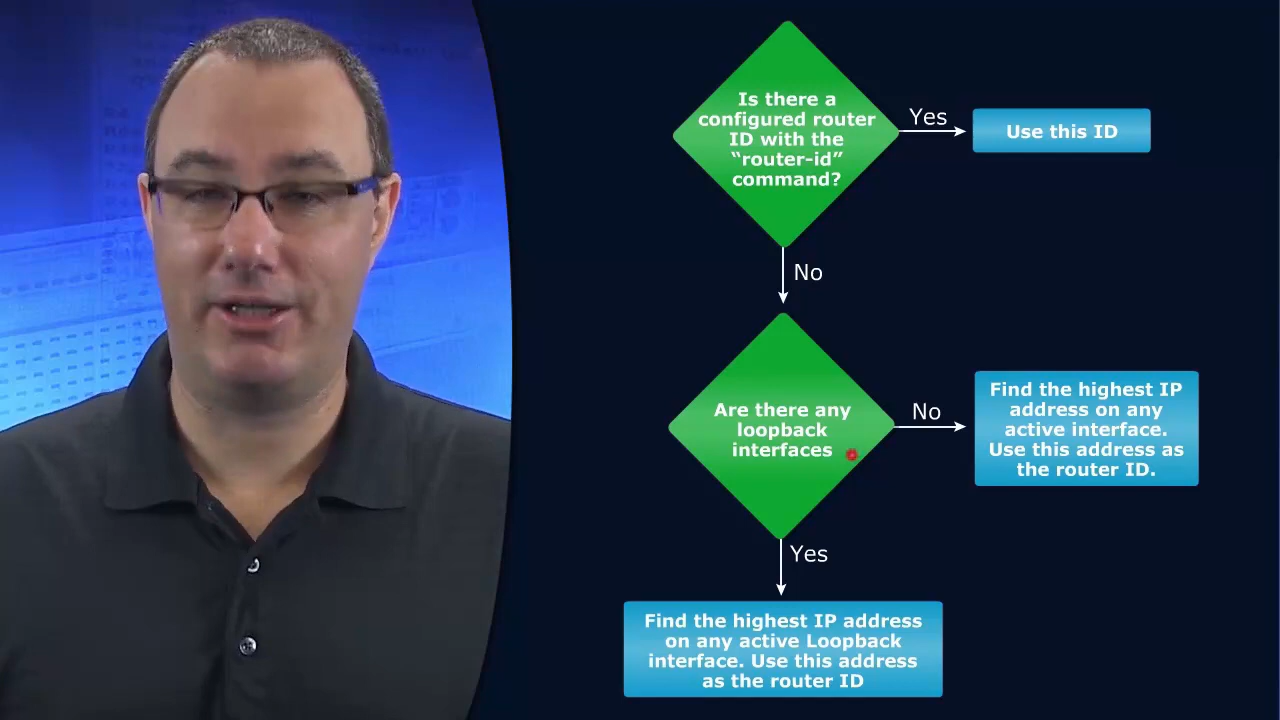 Is there a
configured router
ID with the
“router-id”
command?
Yes
Use this ID
No
Are there any
loopback
interfaces
No
Find the highest IP
address on any
active interface.
Use this address as
the router ID.
Yes
Find the highest IP address
on any active Loopback
interface. Use this address
as the router ID